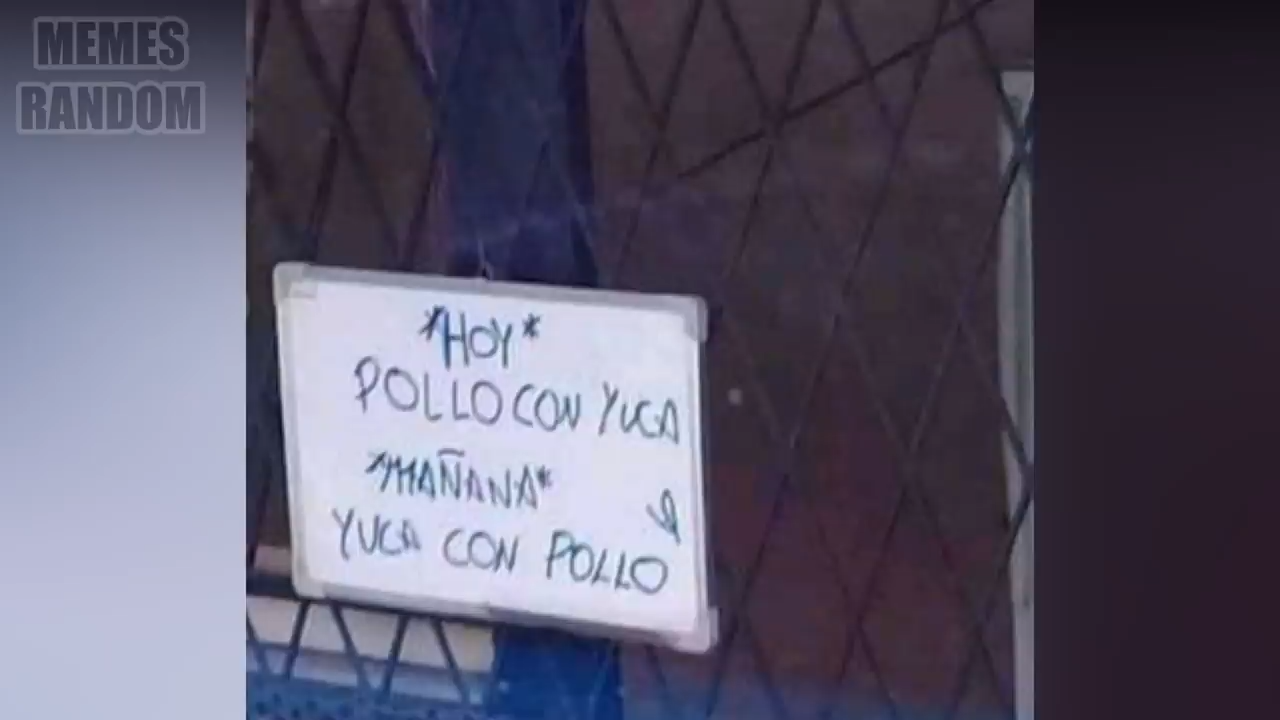 MEMES
RANDOM
*HOY*
POLLO CON YUCA
*MAÑANA*
YUCA CON POLLO